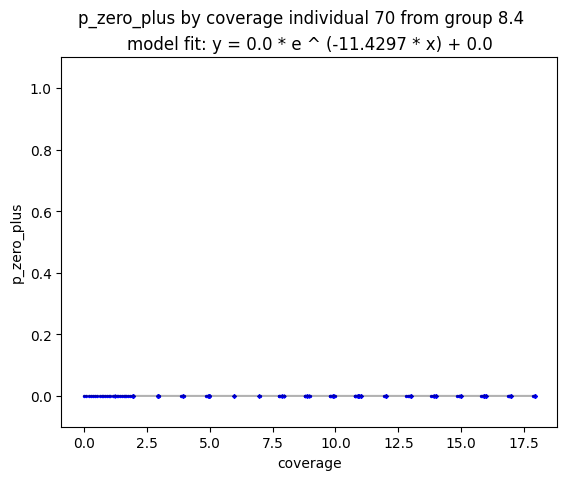 p_zero_plus by coverage individual 70 from group 8.4
model fit: y = 0.0 * e ^ (-11.4297 * x) + 0.0
1.0
0.8
0.6
0.4
0.2
0.0
p_zero_plus
0.0 2.5 5.0 7.5 10.0 12.5 15.0 17.5
coverage